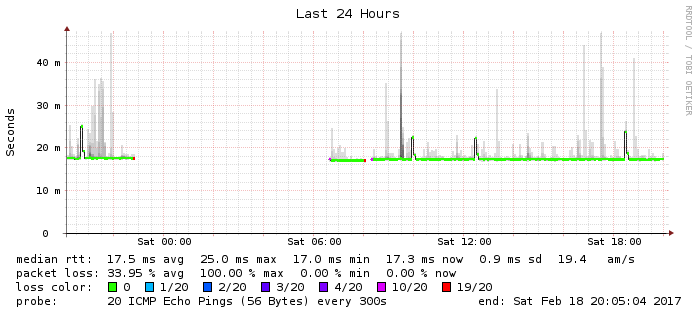 Last 24 Hours
RRDTOOL / TOBI OETIKER
Seconds
40 m
30 m
20 m
10 m
0
Sat 00:00 Sat 06:00 Sat 12:00 Sat 18:00
median rtt: 17.5 ms avg 25.0 ms max 17.0 ms min 17.3 ms now 0.9 ms sd 19.4 am/s
packet loss: 33.95 % avg 100.00 % max 0.00 % min 0.00 % now
loss color: 0 1/20 2/20 3/20 4/20 10/20 19/20
probe: 20 ICMP Echo Pings (56 Bytes) every 300s end: Sat Feb 18 20:05:04 2017